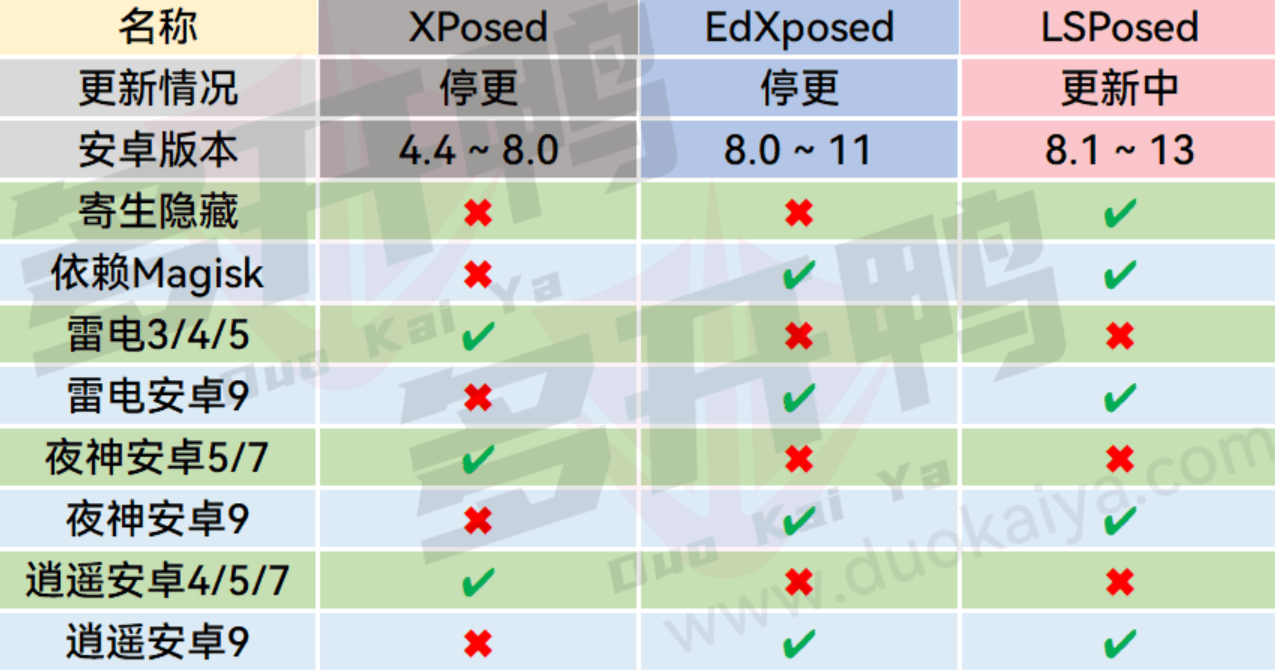 名称 XPosed EdXposed LSPosed
更新情况 停更 停更 更新中
安卓版本 4.4 ~ 8.0 8.0 ~ 11 8.1 ~ 13
寄生隐藏 ✖ ✖ ✔
依赖Magisk ✖ ✔ ✔
雷电3/4/5 ✔ ✖ ✖
雷电安卓9 ✖ ✔ ✔
夜神安卓5/7 ✔ ✖ ✖
夜神安卓9 ✖ ✔ ✔
逍遥安卓4/5/7 ✔ ✖ ✖
逍遥安卓9 ✖ ✔ ✔
多开鸭
Duo Kai Ya
多开鸭
Duo Kai Ya
www.duokaiya.com